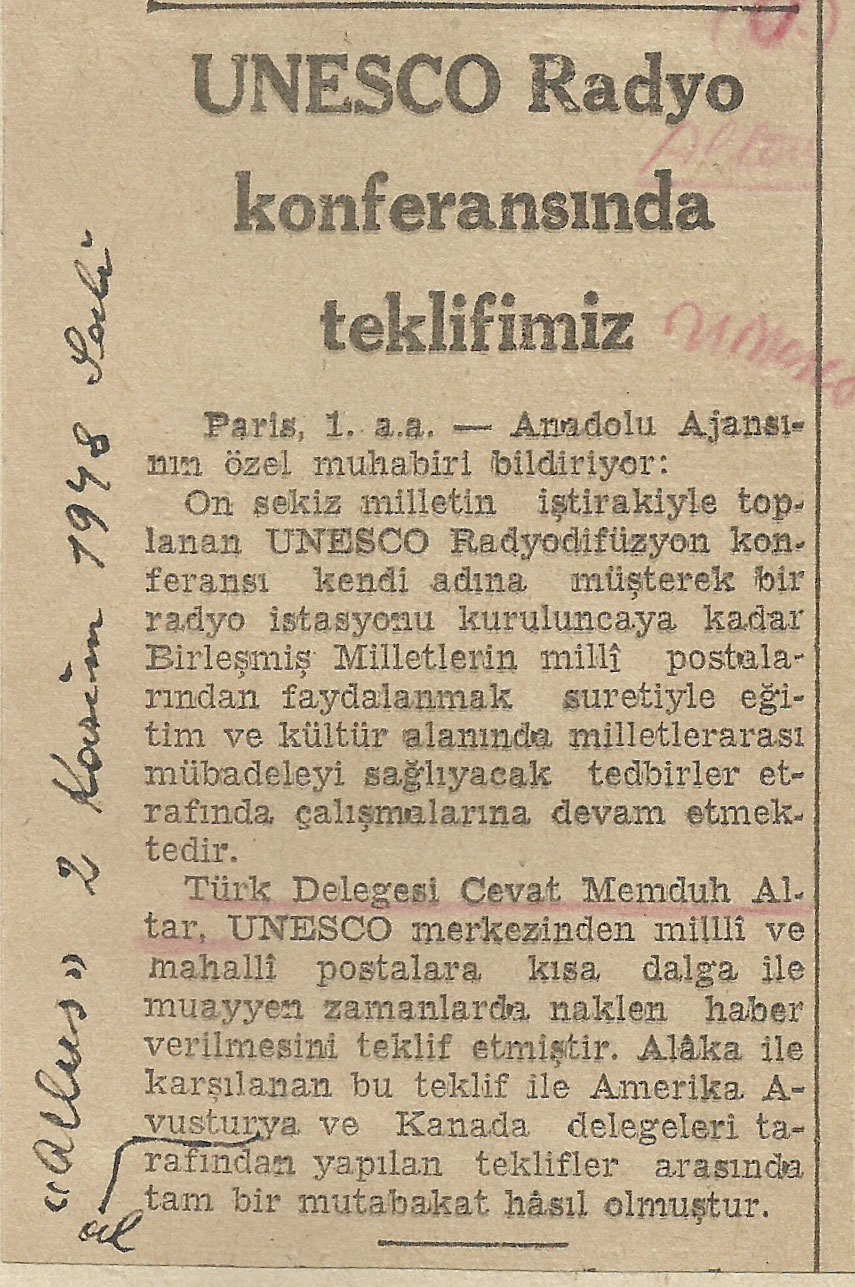 UNESCO Radyo
konferansında
teklifimiz
Paris, 1. a.a. — Anadolu Ajansı-
nın özel muhabiri bildiriyor:
On sekiz milletin iştirakiyle top-
lanan UNESCO Radyodifüzyon kon-
feransı kendi adına müşterek bir
radyo istasyonu kuruluncaya kadar
Birleşmiş Milletlerin millî postala-
rından faydalanmak suretiyle eği-
tim ve kültür alanında milletlerarası
mübadeleyi sağlıyacak tedbirler et-
rafında çalışmalarına devam etmek-
tedir.
Türk Delegesi Cevat Memduh Al-
tar, UNESCO merkezinden milllî ve
mahallî postalara kısa dalga ile
muayyen zamanlarda naklen haber
verilmesini teklif etmiştir. Alâka ile
karşılanan bu teklif ile Amerika A-
vusturya ve Kanada delegeleri ta-
rafından yapılan teklifler arasında
tam bir mutabakat hâsıl olmuştur.
"Ulus" 2 Kasım 1948 Salı